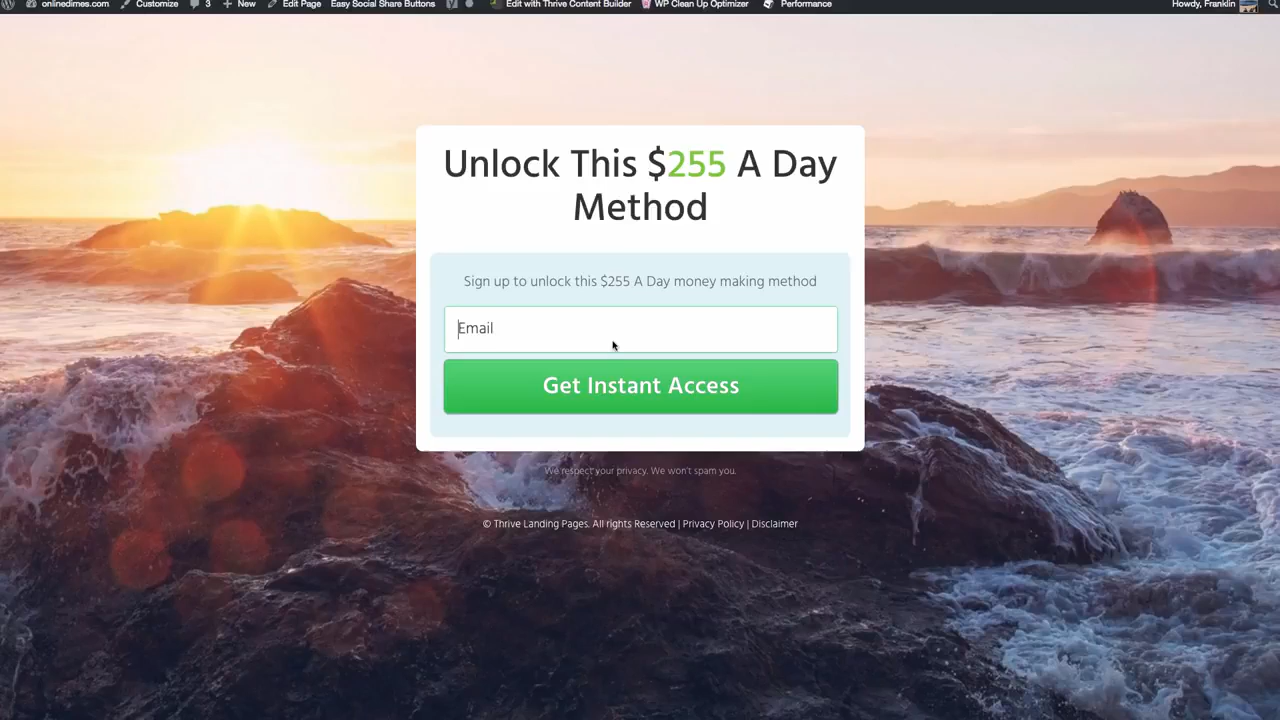 onlinedimes.com Customize 3 New Edit Page Easy Social Share Buttons Edit with Thrive Content Builder WP Clean Up Optimizer Performance Howdy, Franklin
Unlock This $255 A Day
Method
Sign up to unlock this $255 A Day money making method
Email
Get Instant Access
We respect your privacy. We won't spam you.
© Thrive Landing Pages. All rights Reserved | Privacy Policy | Disclaimer